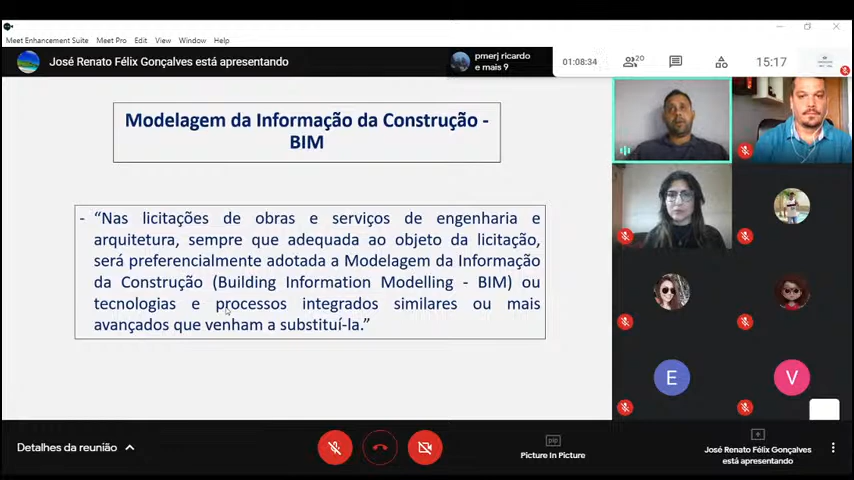 Meet Enhancement Suite Meet Pro Edit View Window Help
José Renato Félix Gonçalves está apresentando
pmerj ricardo
e mais 9
01:08:34
20
15:17
Modelagem da Informação da Construção -
BIM
- “Nas licitações de obras e serviços de engenharia e
arquitetura, sempre que adequada ao objeto da licitação,
será preferencialmente adotada a Modelagem da Informação
da Construção (Building Information Modelling - BIM) ou
tecnologias e processos integrados similares ou mais
avançados que venham a substituí-la.”
E
V
Detalhes da reunião
pip
Picture In Picture
José Renato Félix Gonçalves
está apresentando